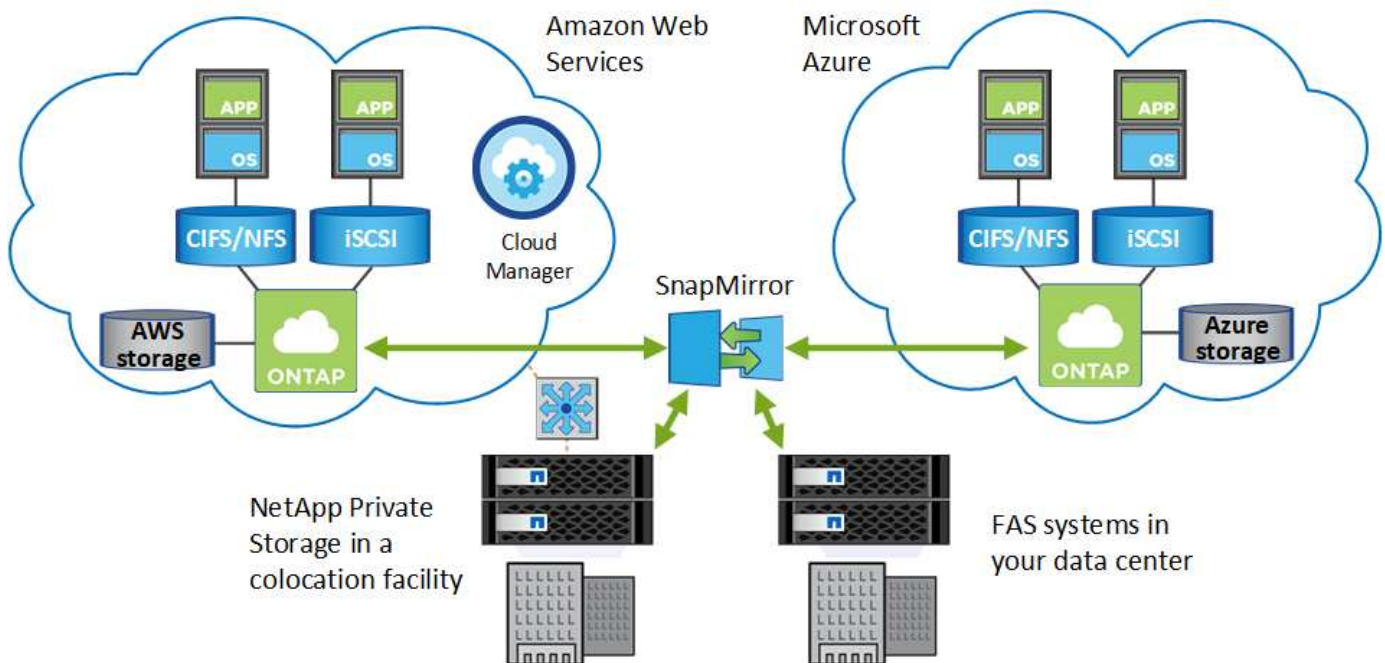 Amazon Web
Services
Microsoft
Azure
APP
APP
OS
OS
CIFS/NFS
iSCSI
Cloud
Manager
AWS
storage
ONTAP
SnapMirror
APP
APP
OS
OS
CIFS/NFS
iSCSI
Azure
storage
ONTAP
NetApp Private
Storage in a
colocation facility
FAS systems in
your data center